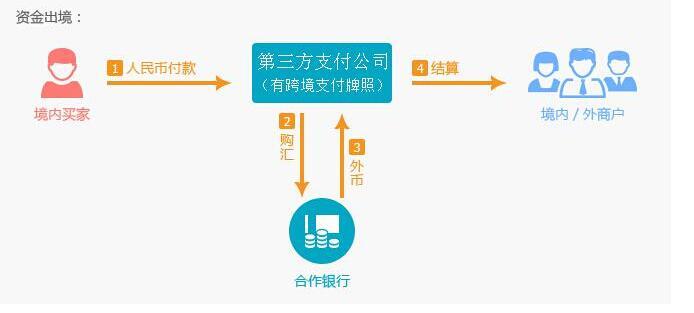 资金出境：
1 人民币付款
第三方支付公司
（有跨境支付牌照）
4 结算
境内买家
境内 / 外商户
2 购汇
3 外币
合作银行